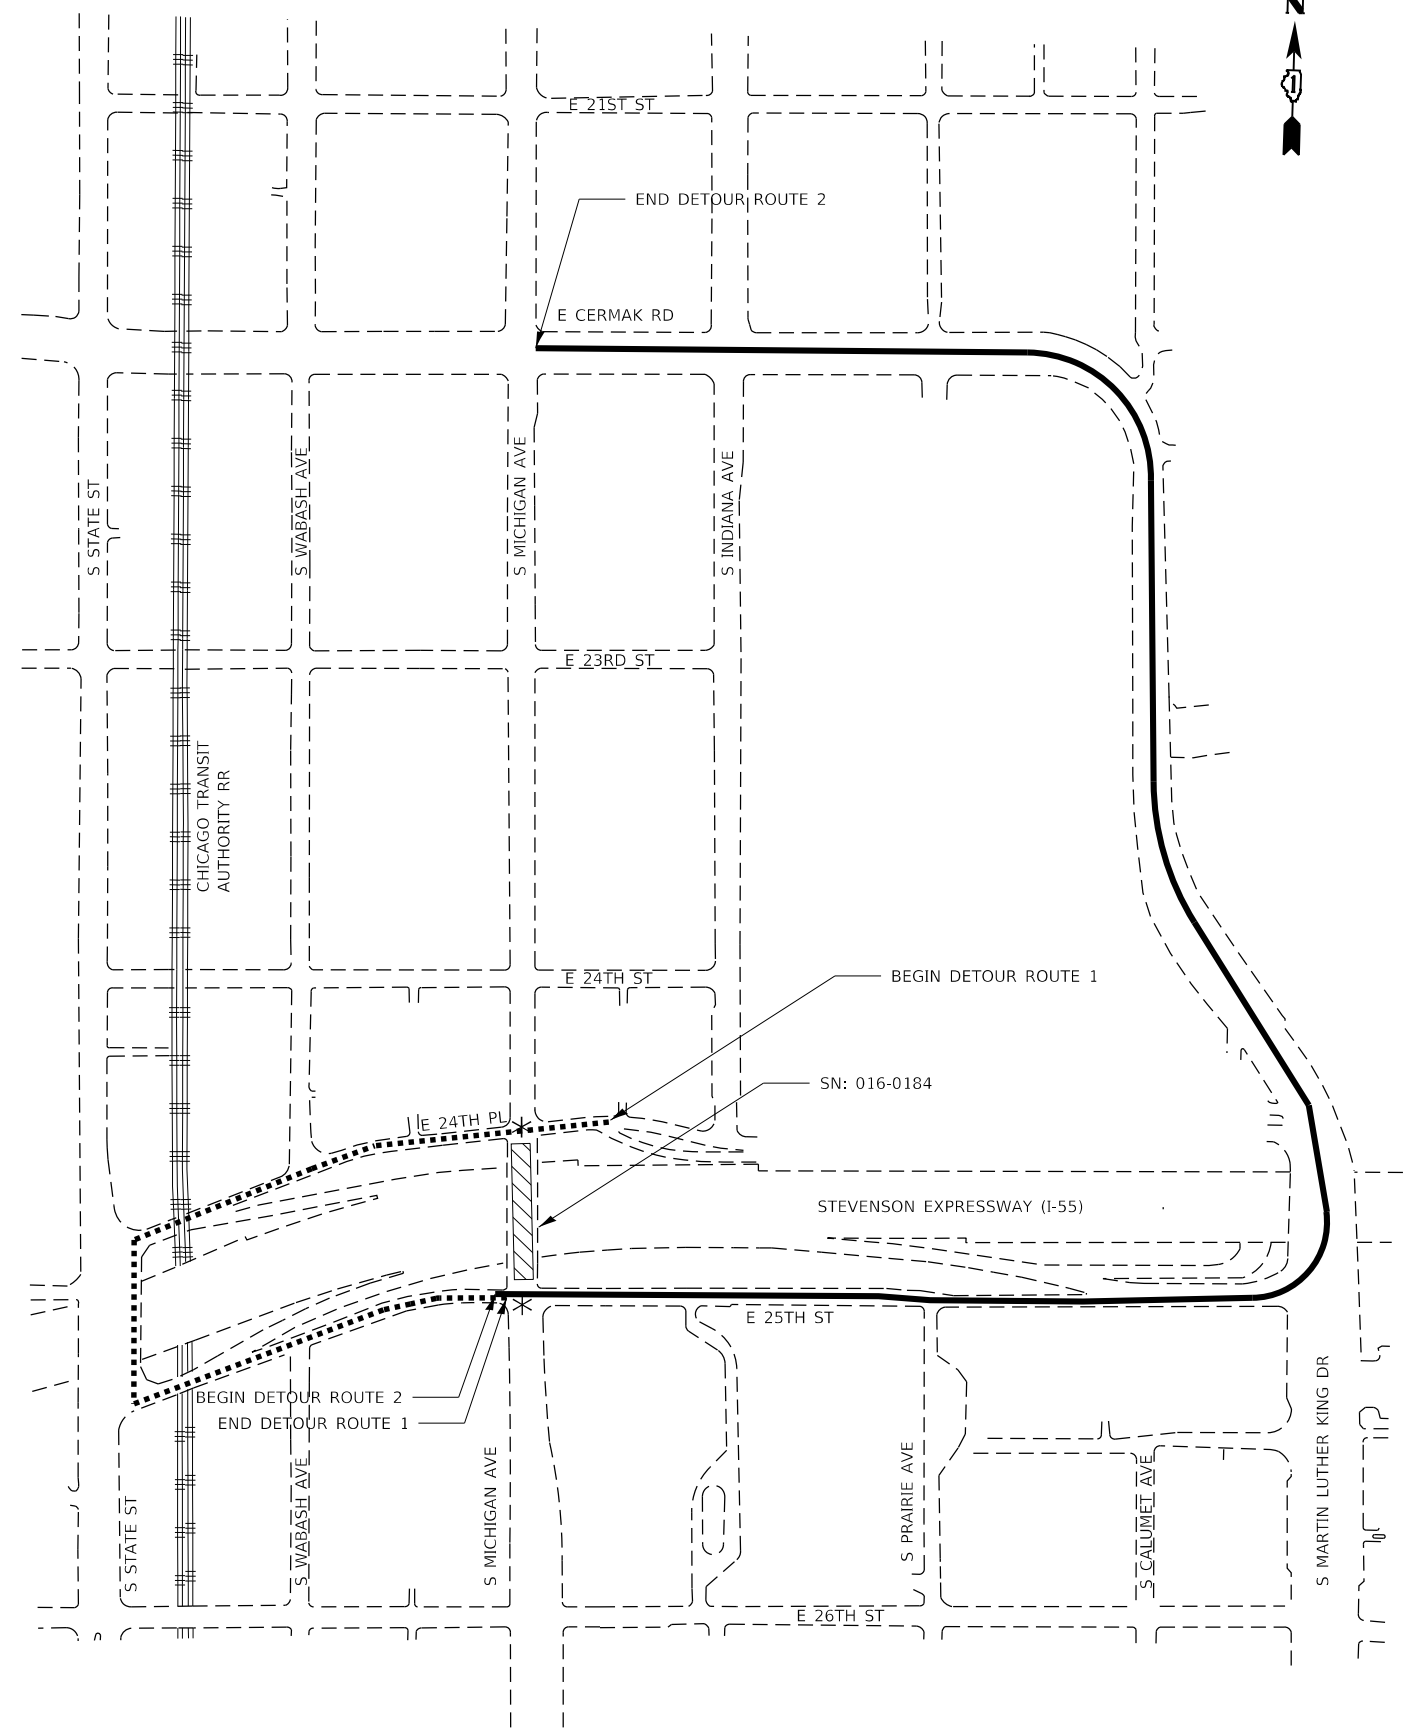 N
1
E 21ST ST
END DETOUR ROUTE 2
E CERMAK RD
S STATE ST
S WABASH AVE
S MICHIGAN AVE
S INDIANA AVE
E 23RD ST
CHICAGO TRANSIT
AUTHORITY RR
E 24TH ST
BEGIN DETOUR ROUTE 1
SN: 016-0184
E 24TH PL
STEVENSON EXPRESSWAY (I-55)
E 25TH ST
BEGIN DETOUR ROUTE 2
END DETOUR ROUTE 1
S STATE ST
S WABASH AVE
S MICHIGAN AVE
S PRAIRIE AVE
S CALUMET AVE
S MARTIN LUTHER KING DR
E 26TH ST